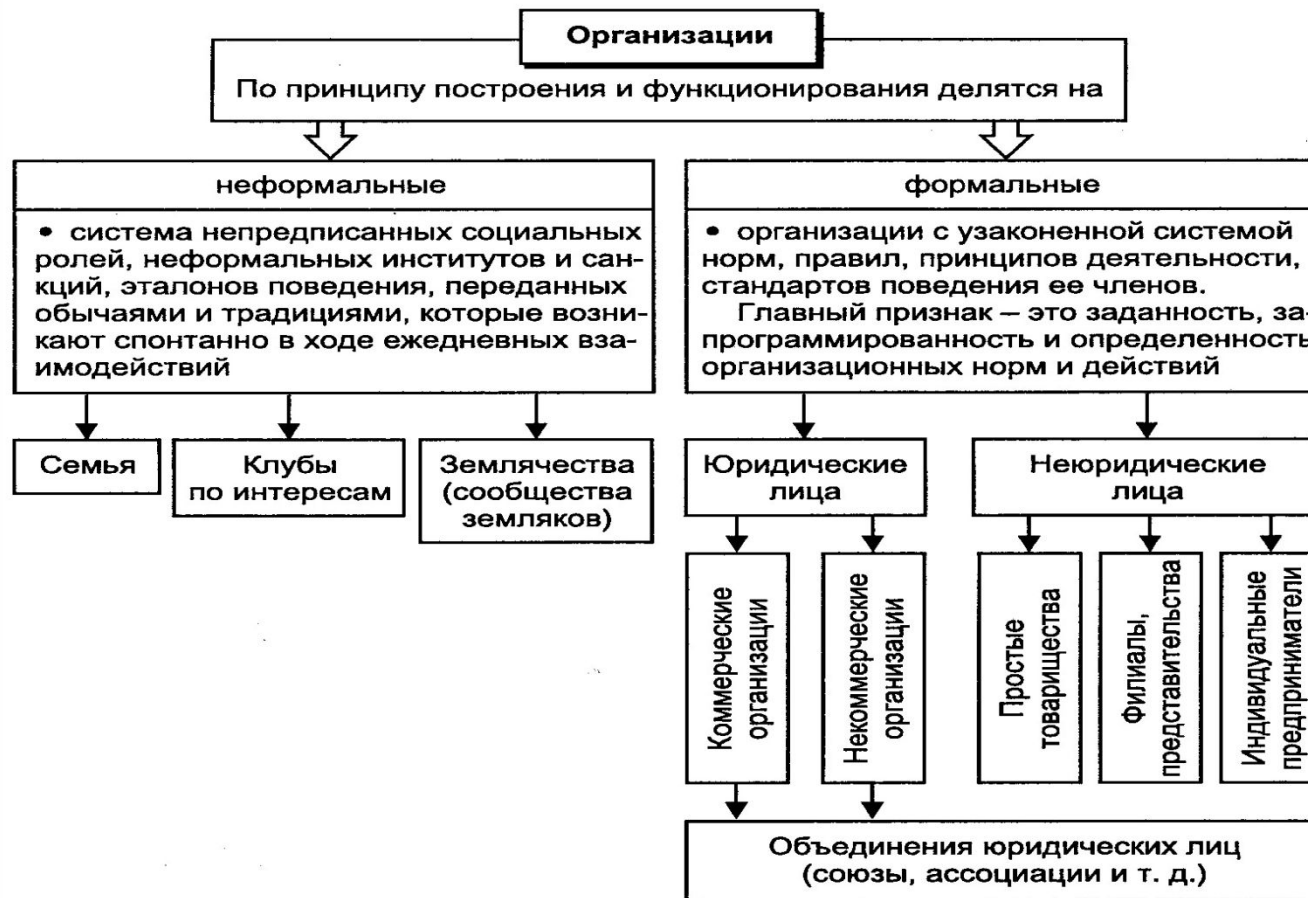 Организации
По принципу построения и функционирования делятся на
неформальные
• система непредписанных социальных
ролей, неформальных институтов и сан-
кций, эталонов поведения, переданных
обычаями и традициями, которые возни-
кают спонтанно в ходе ежедневных вза-
имодействий
формальные
• организации с узаконенной системой
норм, правил, принципов деятельности,
стандартов поведения ее членов.
Главный признак – это заданность, за-
программированность и определенность
организационных норм и действий
Семья
Клубы
по интересам
Землячества
(сообщества
земляков)
Юридические
лица
Неюридические
лица
Коммерческие
организации
Некоммерческие
организации
Простые
товарищества
Филиалы,
представительства
Индивидуальные
предприниматели
Объединения юридических лиц
(союзы, ассоциации и т. д.)